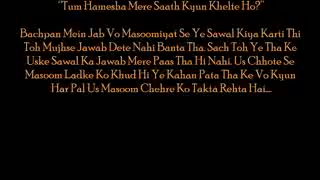 "Tum Hamesha Mere Saath Kyun Khelte Ho?"
Bachpan Mein Jab Vo Masoomiyat Se Ye Sawal Kiya Karti Thi
Toh Mujhse Jawab Dete Nahi Banta Tha. Sach Toh Ye Tha Ke
Uske Sawal Ka Jawab Mere Paas Tha Hi Nahi. Us Chhote Se
Masoom Ladke Ko Khud Hi Ye Kahan Pata Tha Ke Vo Kyun
Har Pal Us Masoom Chehre Ko Takta Rehta Hai....